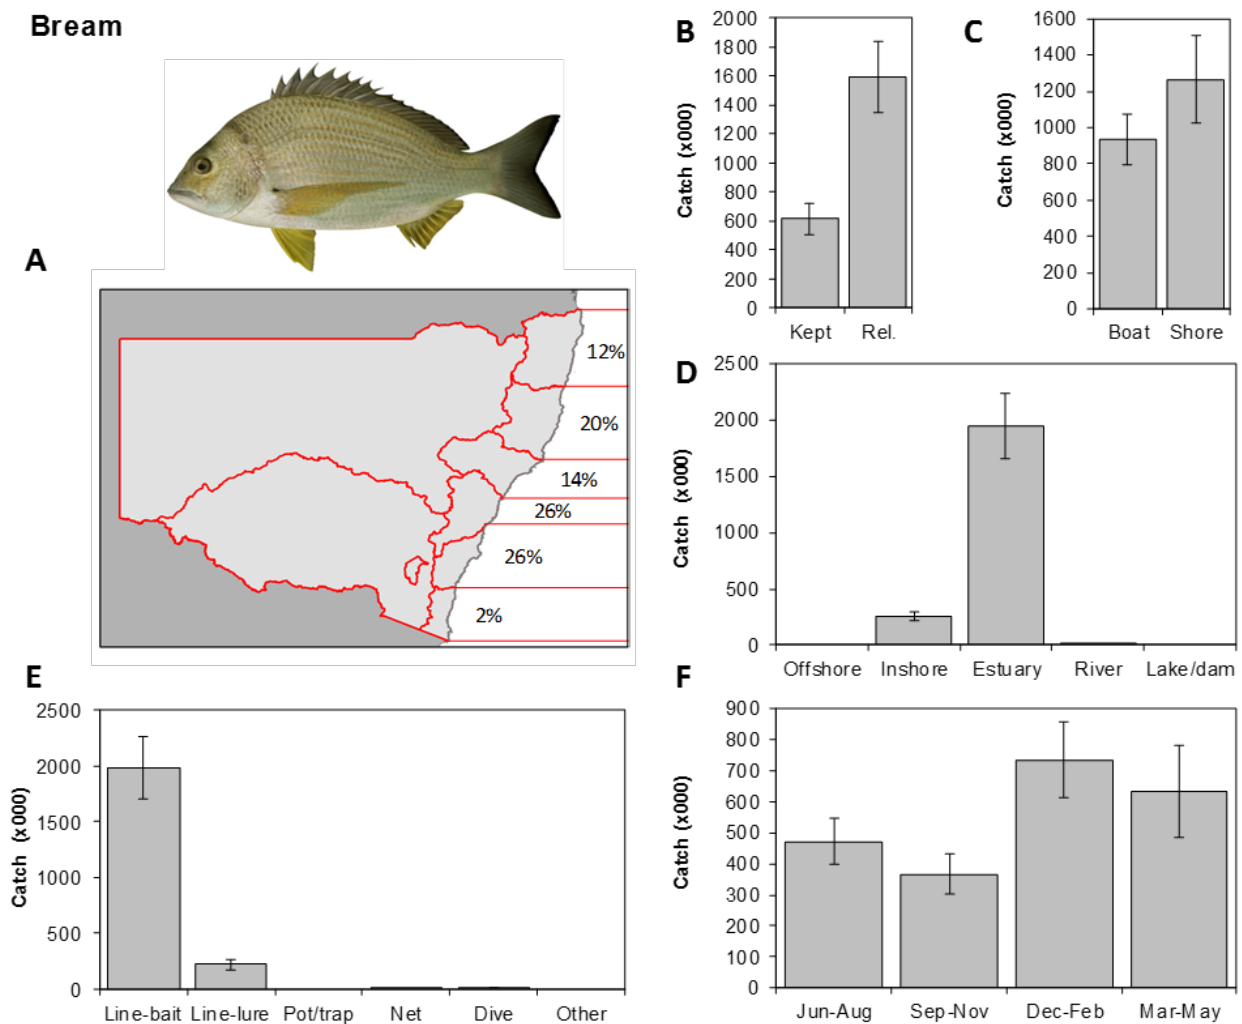 Bream
A
12%
20%
14%
26%
26%
2%
B
Catch (x000)
2000
1800
1600
1400
1200
1000
800
600
400
200
0
Kept Rel.
C
Catch (x000)
1600
1400
1200
1000
800
600
400
200
0
Boat Shore
D
Catch (x000)
2500
2000
1500
1000
500
0
Offshore Inshore Estuary River Lake/dam
E
Catch (x000)
2500
2000
1500
1000
500
0
Line-bait Line-lure Pot/trap Net Dive Other
F
Catch (x000)
900
800
700
600
500
400
300
200
100
0
Jun-Aug Sep-Nov Dec-Feb Mar-May